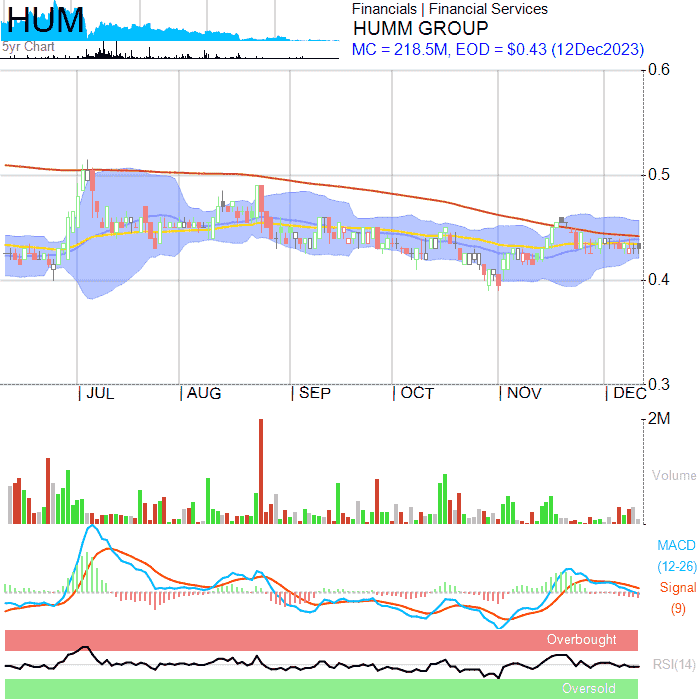 HUM
5yr Chart
Financials | Financial Services
HUMM GROUP
MC = 218.5M, EOD = $0.43 (12Dec2023)
0.6
0.5
0.4
0.3
| JUL
| AUG
| SEP
| OCT
| NOV
| DEC
2M
Volume
MACD
(12-26)
Signal
(9)
Overbought
RSI(14)
Oversold